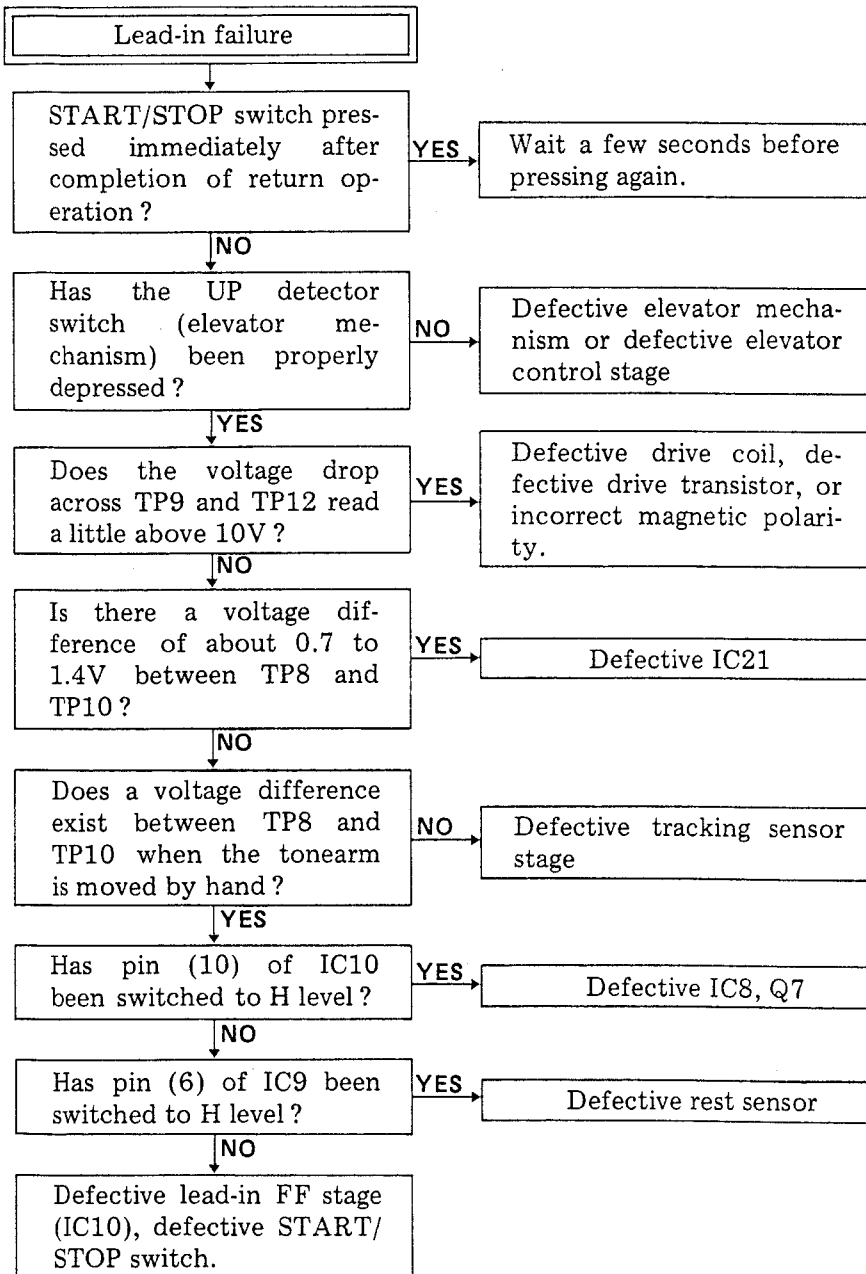 Lead-in failure
START/STOP switch pres-
sed immediately after
completion of return op-
eration?
YES
Wait a few seconds before
pressing again.
NO
Has the UP detector
switch (elevator me-
chanism) been properly
depressed?
NO
Defective elevator mecha-
nism or defective elevator
control stage
YES
Does the voltage drop
across TP9 and TP12 read
a little above 10V?
YES
Defective drive coil, de-
fective drive transistor, or
incorrect magnetic polari-
ty.
NO
Is there a voltage dif-
ference of about 0.7 to
1.4V between TP8 and
TP10?
YES
Defective IC21
NO
Does a voltage difference
exist between TP8 and
TP10 when the tonearm
is moved by hand?
NO
Defective tracking sensor
stage
YES
Has pin (10) of IC10
been switched to H level?
YES
Defective IC8, Q7
NO
Has pin (6) of IC9 been
switched to H level?
YES
Defective rest sensor
NO
Defective lead-in FF stage
(IC10), defective START/
STOP switch.